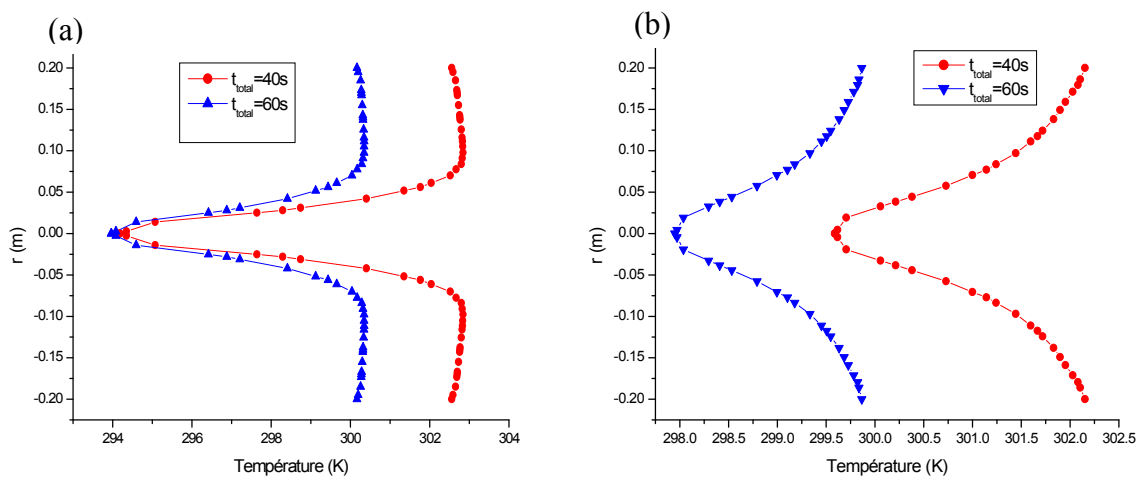 (a)
t_total=40s
t_total=60s
0.20
0.15
0.10
0.05
0.00
-0.05
-0.10
-0.15
-0.20
r (m)
294 296 298 300 302 304
Température (K)
(b)
t_total=40s
t_total=60s
0.20
0.15
0.10
0.05
0.00
-0.05
-0.10
-0.15
-0.20
r (m)
298.0 298.5 299.0 299.5 300.0 300.5 301.0 301.5 302.0 302.5
Température (K)